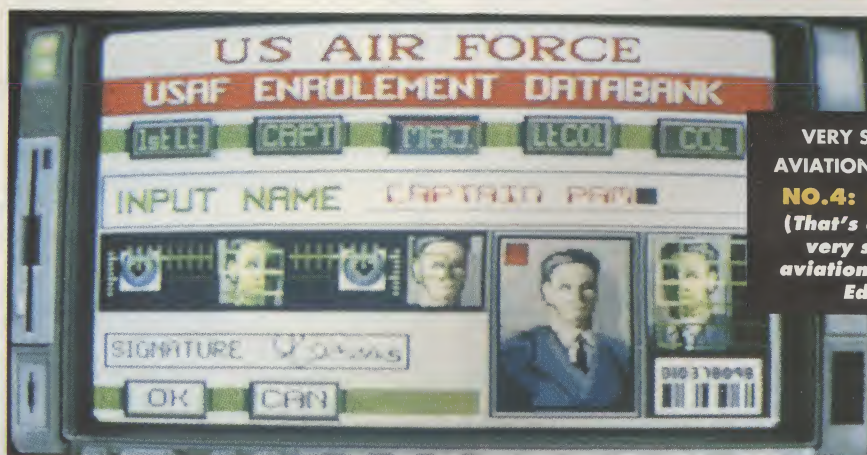 US AIR FORCE
USAF ENROLEMENT DATABANK
1st Lt CAPT MAJ. Lt COL COL
INPUT NAME CAPTAIN PAM
SIGNATURE
OK CAN
VERY S
AVIATION
NO.4:
(That's
very s
aviation
Ed